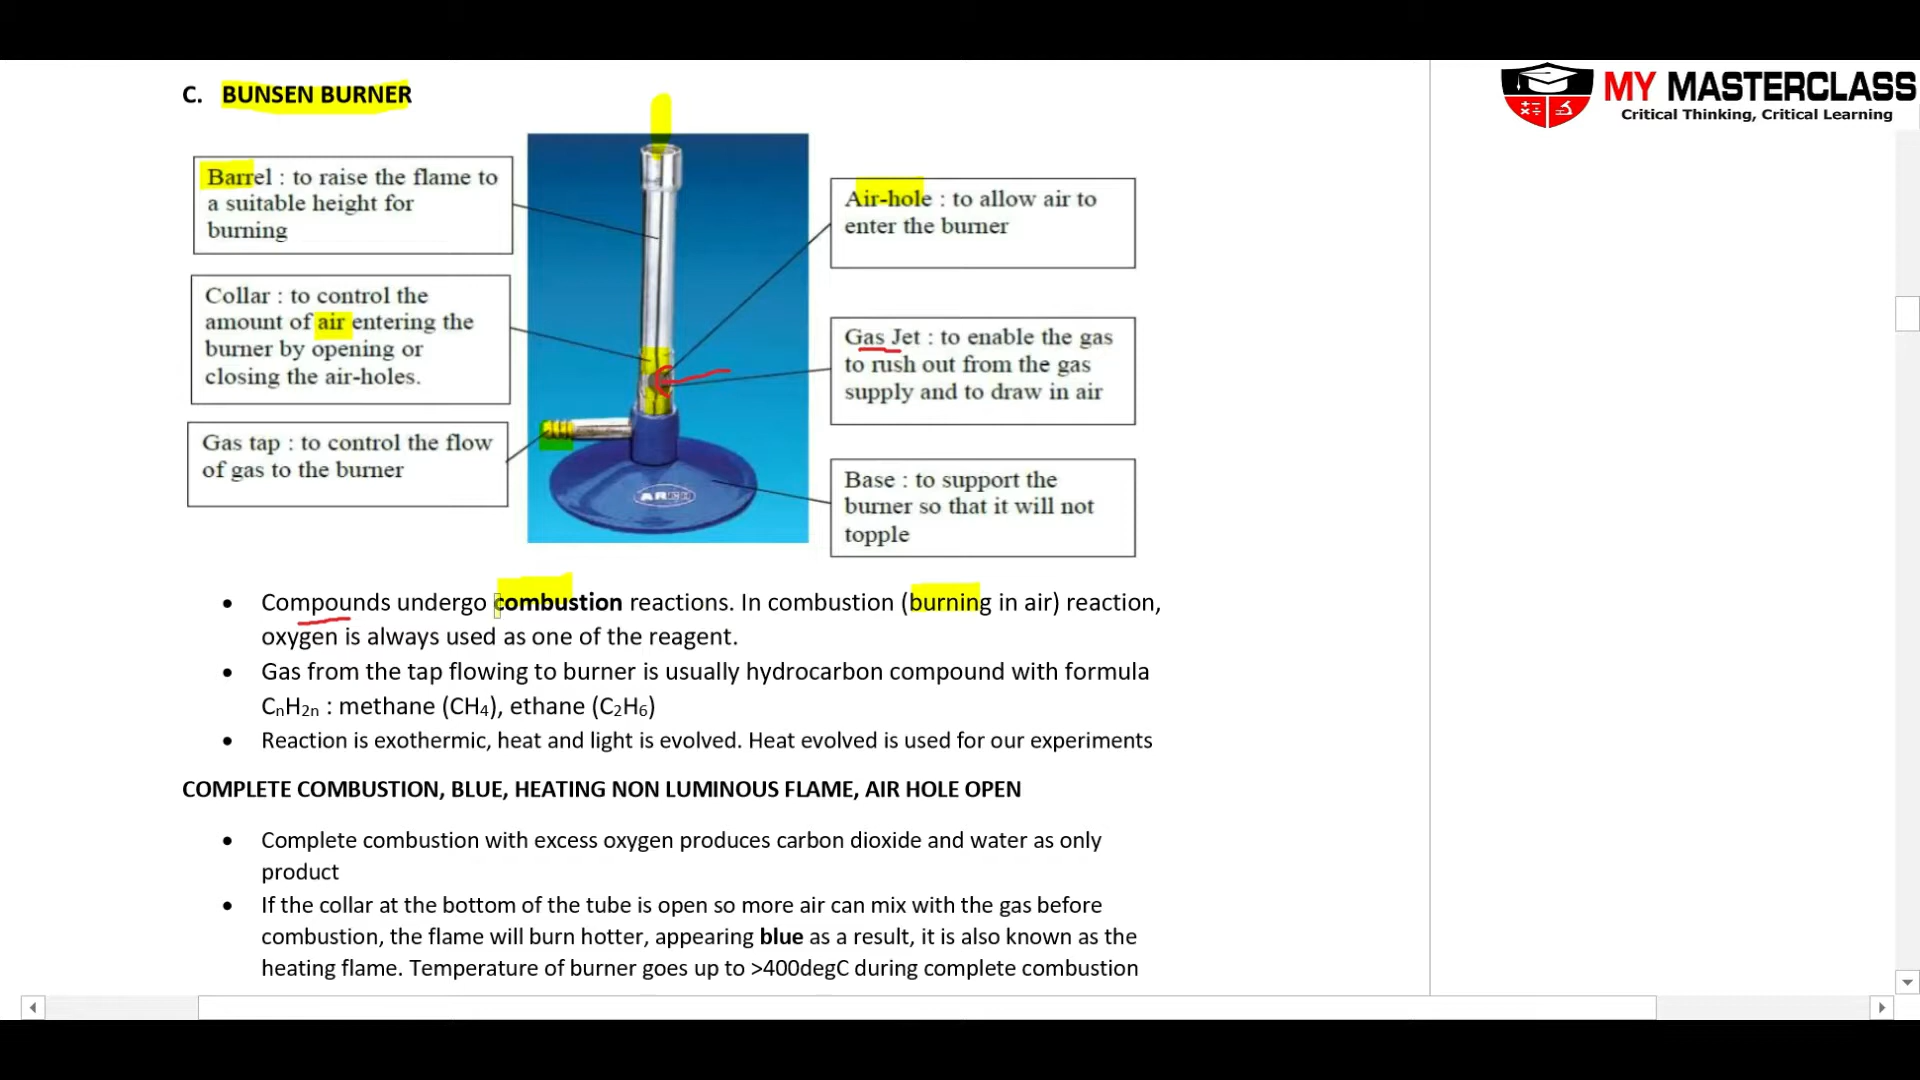 C. BUNSEN BURNER
MY MASTERCLASS
Critical Thinking, Critical Learning
Barrel : to raise the flame to
a suitable height for
burning
Air-hole : to allow air to
enter the burner
Collar : to control the
amount of air entering the
burner by opening or
closing the air-holes.
Gas Jet : to enable the gas
to rush out from the gas
supply and to draw in air
Gas tap : to control the flow
of gas to the burner
Base : to support the
burner so that it will not
topple
• Compounds undergo combustion reactions. In combustion (burning in air) reaction,
oxygen is always used as one of the reagent.
• Gas from the tap flowing to burner is usually hydrocarbon compound with formula
CₙH₂ₙ : methane (CH₄), ethane (C₂H₆)
• Reaction is exothermic, heat and light is evolved. Heat evolved is used for our experiments
COMPLETE COMBUSTION, BLUE, HEATING NON LUMINOUS FLAME, AIR HOLE OPEN
• Complete combustion with excess oxygen produces carbon dioxide and water as only
product
• If the collar at the bottom of the tube is open so more air can mix with the gas before
combustion, the flame will burn hotter, appearing blue as a result, it is also known as the
heating flame. Temperature of burner goes up to >400degC during complete combustion